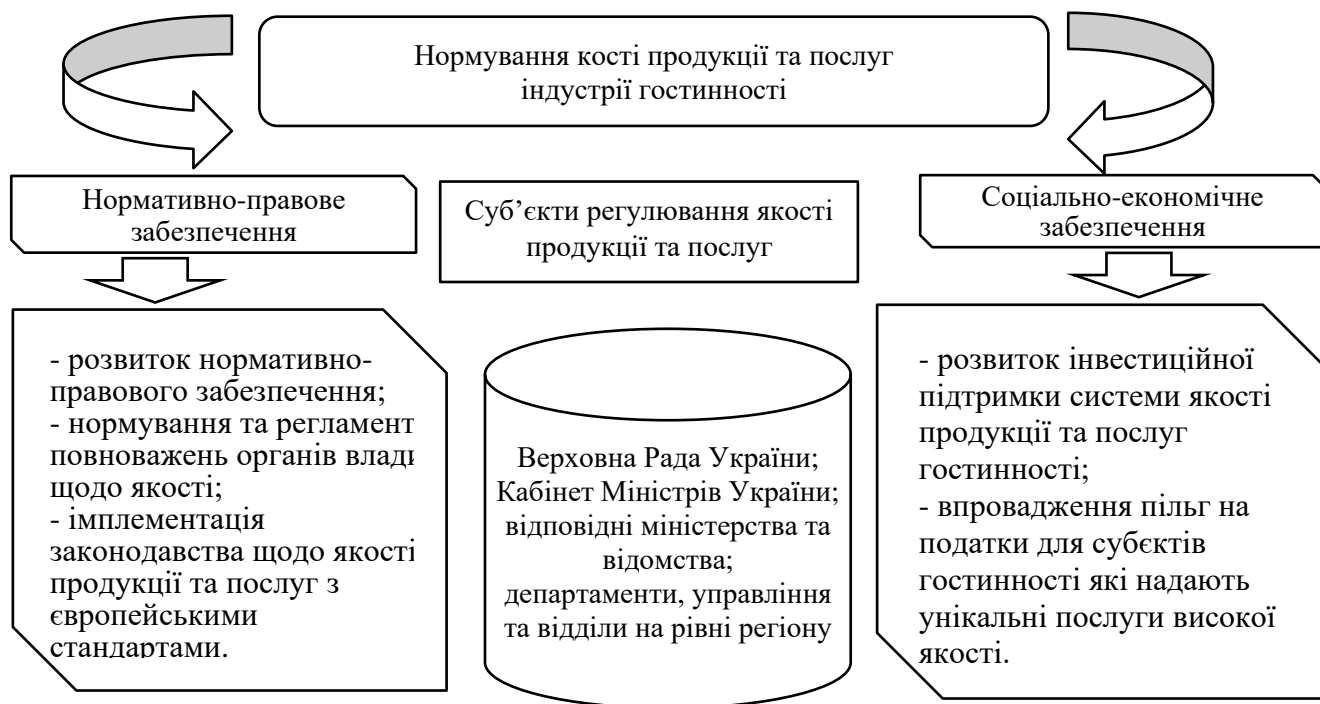 Нормування кості продукції та послуг
індустрії гостинності
Нормативно-правове
забезпечення
Суб’єкти регулювання якості
продукції та послуг
Соціально-економічне
забезпечення
- розвиток нормативно-
правового забезпечення;
- нормування та регламент
повноважень органів влади
щодо якості;
- імплементація
законодавства щодо якості
продукції та послуг з
європейськими
стандартами.
Верховна Рада України;
Кабінет Міністрів України;
відповідні міністерства та
відомства;
департаменти, управління
та відділи на рівні регіону
- розвиток інвестиційної
підтримки системи якості
продукції та послуг
гостинності;
- впровадження пільг на
податки для субєктів
гостинності які надають
унікальні послуги високої
якості.